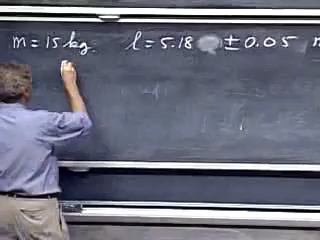 m = 15 kg l = 5.18 ± 0.05